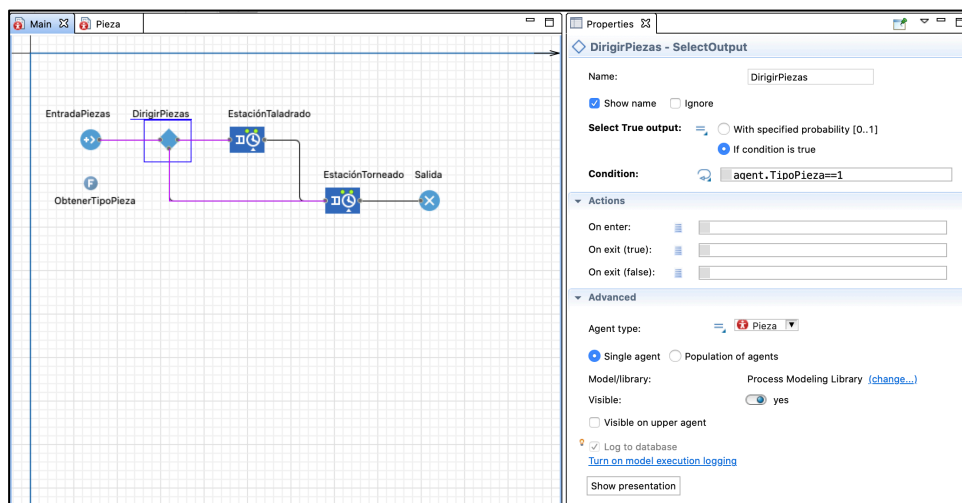 Main
Pieza
EntradaPiezas
DirigirPiezas
EstaciónTaladrado
F
ObtenerTipoPieza
EstaciónTorneado
Salida
Properties
DirigirPiezas - SelectOutput
Name:
DirigirPiezas
Show name
Ignore
Select True output:
With specified probability [0..1]
If condition is true
Condition:
agent.TipoPieza==1
Actions
On enter:
On exit (true):
On exit (false):
Advanced
Agent type:
Pieza
Single agent
Population of agents
Model/library:
Process Modeling Library (change...)
Visible:
yes
Visible on upper agent
Log to database
Turn on model execution logging
Show presentation